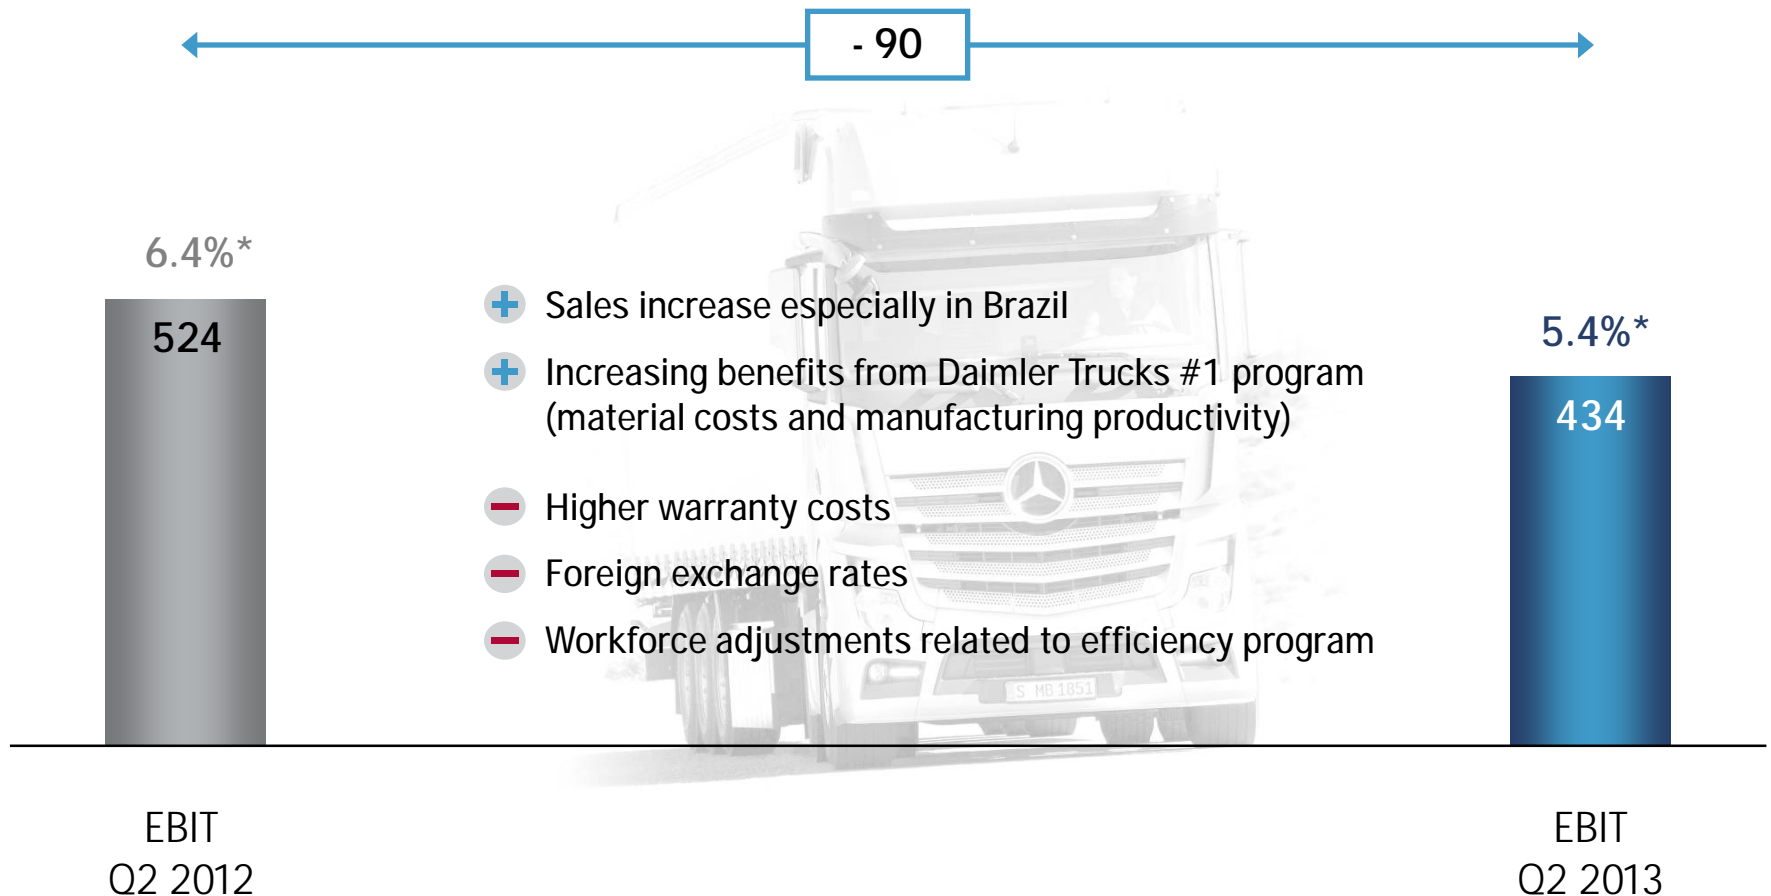 - 90
6.4%*
524
Sales increase especially in Brazil
Increasing benefits from Daimler Trucks #1 program
(material costs and manufacturing productivity)
Higher warranty costs
Foreign exchange rates
Workforce adjustments related to efficiency program
S MB 1851
5.4%*
434
EBIT
Q2 2012
EBIT
Q2 2013